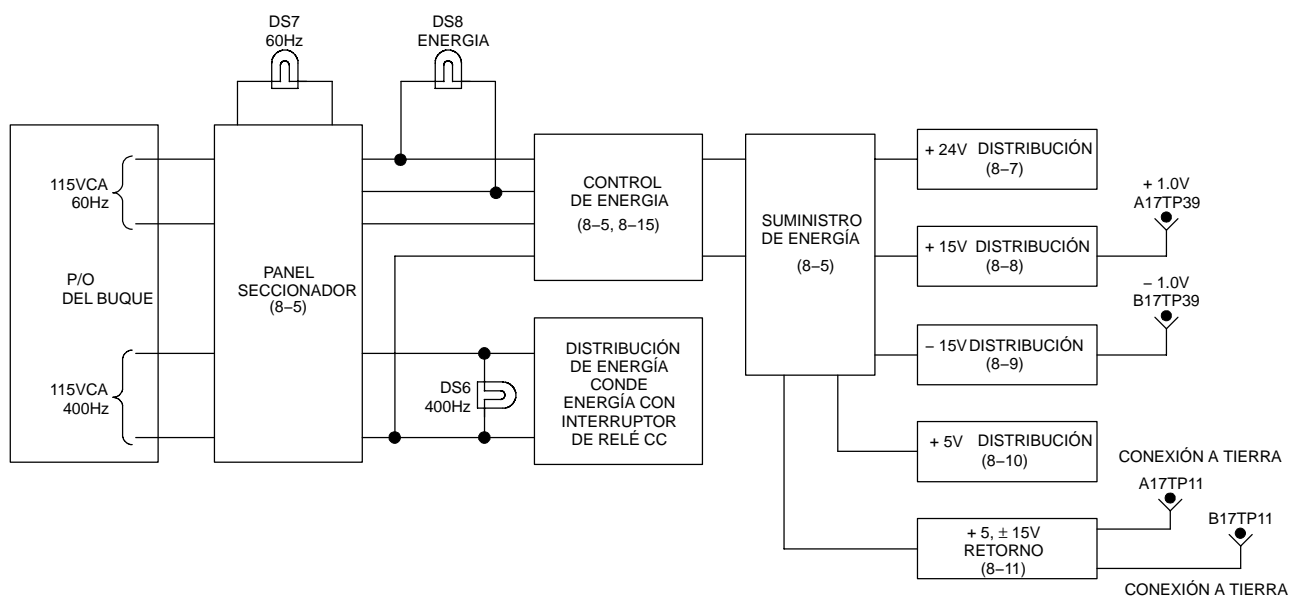 DS7
60Hz
DS8
ENERGIA
115VCA
60Hz
P/O
DEL BUQUE
115VCA
400Hz
PANEL
SECCIONADOR
(8–5)
CONTROL
DE ENERGIA
(8–5, 8–15)
DS6
400Hz
DISTRIBUCIÓN
DE ENERGÍA
CONDE
ENERGÍA CON
INTERRUPTOR
DE RELÉ CC
SUMINISTRO
DE ENERGÍA
(8–5)
+ 24V DISTRIBUCIÓN
(8–7)
+ 1.0V
A17TP39
+ 15V DISTRIBUCIÓN
(8–8)
– 1.0V
B17TP39
– 15V DISTRIBUCIÓN
(8–9)
+ 5V DISTRIBUCIÓN
(8–10)
CONEXIÓN A TIERRA
A17TP11
B17TP11
+ 5, ± 15V
RETORNO
(8–11)
CONEXIÓN A TIERRA